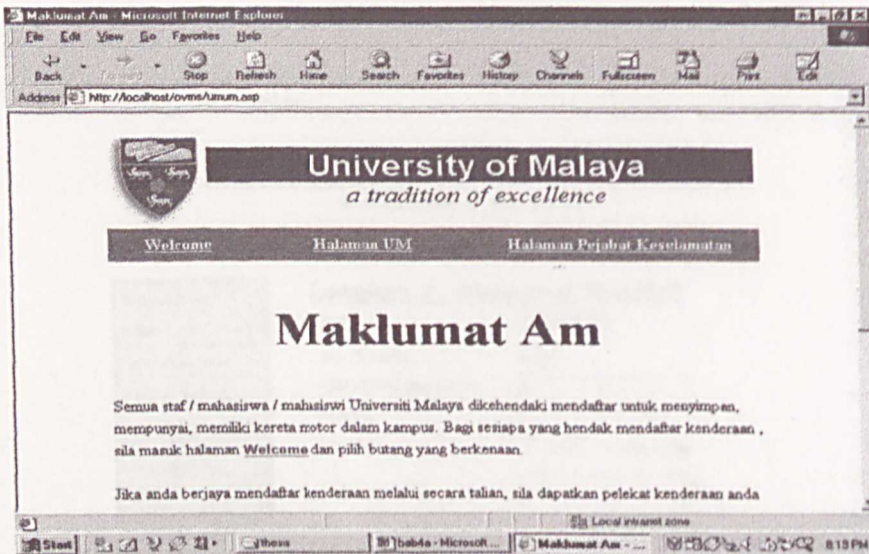 Maklumat Am - Microsoft Internet Explorer
File Edit View Go Favorites Help
Back Forward Stop Refresh Home Search Favorites History Channels Fullscreen Mail Print Edit
Address http://localhost/ovms/umum.asp
University of Malaya
a tradition of excellence
Welcome Halaman UM Halaman Pejabat Keselamatan
Maklumat Am
Semua staf / mahasiswa / mahasiswi Universiti Malaya dikehendaki mendaftar untuk menyimpan,
mempunyai, memiliki kereta motor dalam kampus. Bagi sesiapa yang hendak mendaftar kenderaan ,
sila masuk halaman Welcome dan pilih butang yang berkenaan.
Jika anda berjaya mendaftar kenderaan melalui secara talian, sila dapatkan pelekat kenderaan anda
Local intranet zone
Start thesis bab4a - Microsoft ... Maklumat Am - ... 8:19 PM